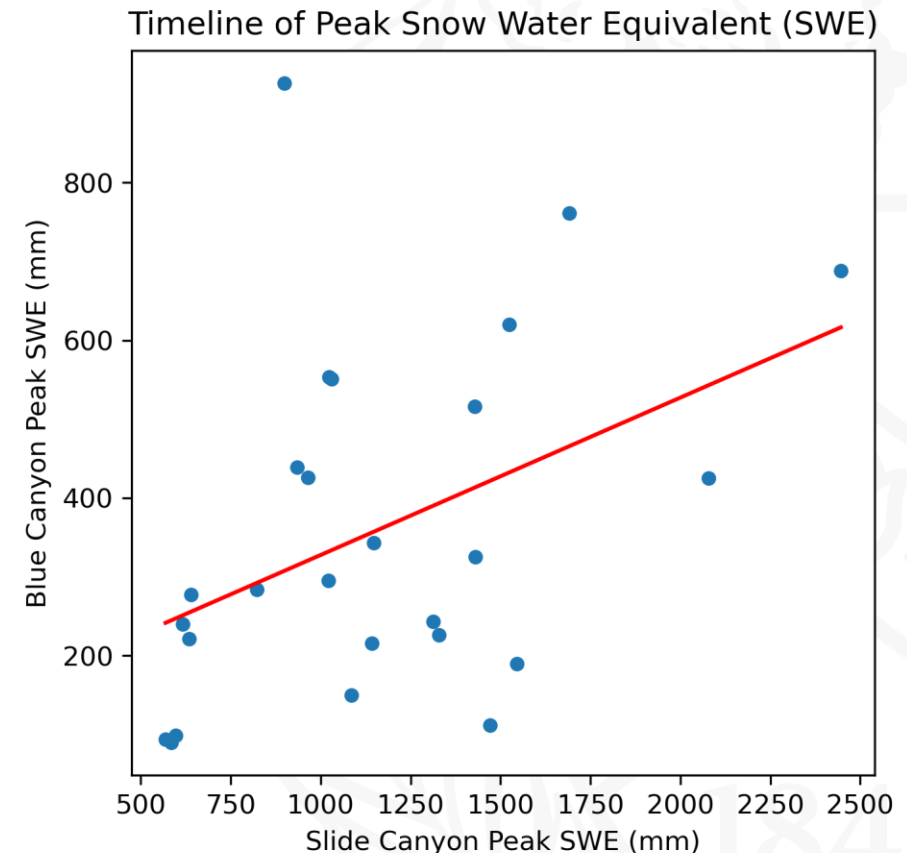 Timeline of Peak Snow Water Equivalent (SWE)
Blue Canyon Peak SWE (mm)
800
600
400
200
500 750 1000 1250 1500 1750 2000 2250 2500
Slide Canyon Peak SWE (mm)
184